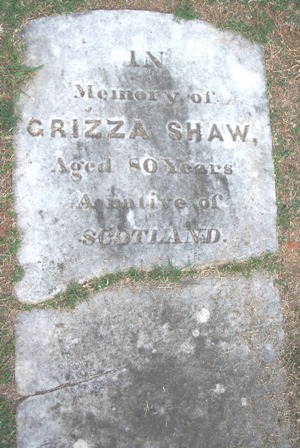 IN
Memory of
GRIZZA SHAW,
Aged 80 Years
A native of
SCOTLAND.